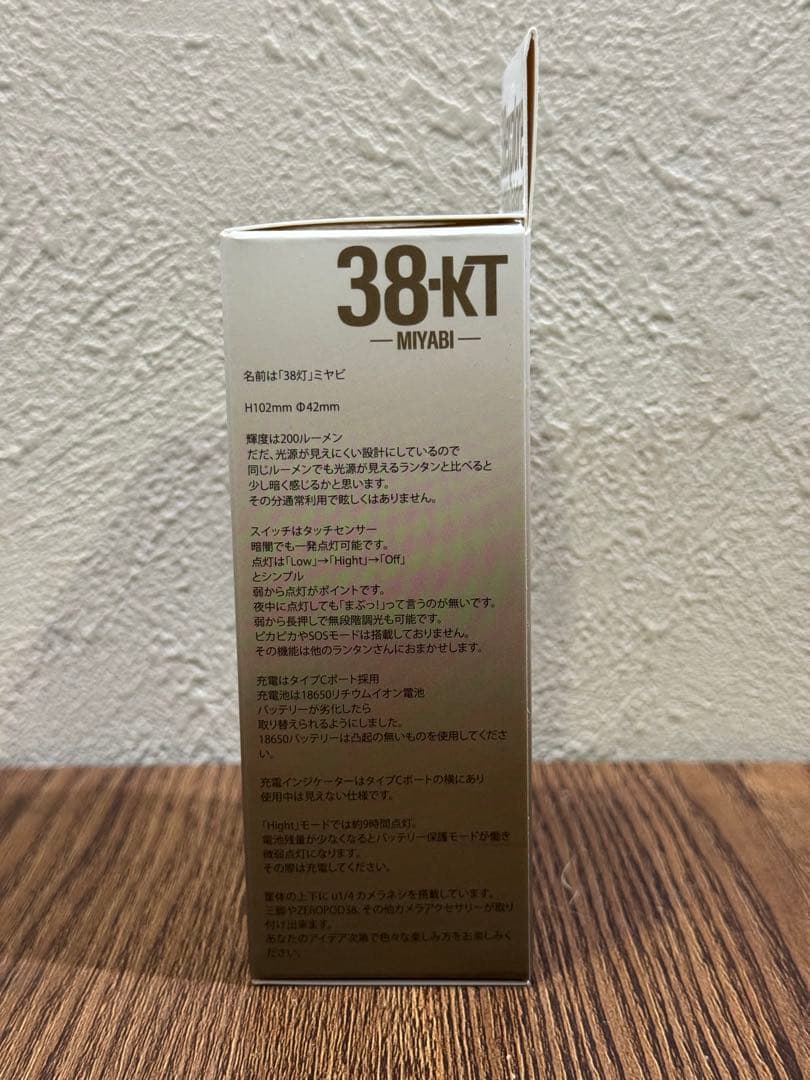 38-KT
MIYABI
名前は「38灯」ミヤビ
H102mm Φ42mm
輝度は200ルーメン
だだ、光源が見えにくい設計にしているので
同じルーメンでも光源が見えるランタンと比べると
少し暗く感じるかと思います。
その分通常利用で眩しくはありません。
スイッチはタッチセンサー
暗闇でも一発点灯可能です。
点灯は「Low」→「Hight」→「Off」
とシンプル
弱から点灯がポイントです。
夜中に点灯しても「まぶっ!」って言うのが無いです。
弱から長押しで無段階調光も可能です。
ピカピカやSOSモードは搭載しておりません。
その機能は他のランタンさんにおまかせします。
充電はタイプCポート採用
充電池は18650リチウムイオン電池
バッテリーが劣化したら
取り替えられるようにしました。
18650バッテリーは凸起の無いものを使用してくださ
い。
充電インジケーターはタイプCポートの横にあり
使用中は見えない仕様です。
「Hight」モードでは約9時間点灯。
電池残量が少なくなるとバッテリー保護モードが働き
微弱点灯になります。
その際は充電してください。
筐体の上下に u1/4 カメラネジを搭載しています。
三脚やZEROPOD38、その他カメラアクセサリーが取り
付け出来ます。
あなたのアイデア次第で色々な楽しみ方をお楽しみく
ださい。